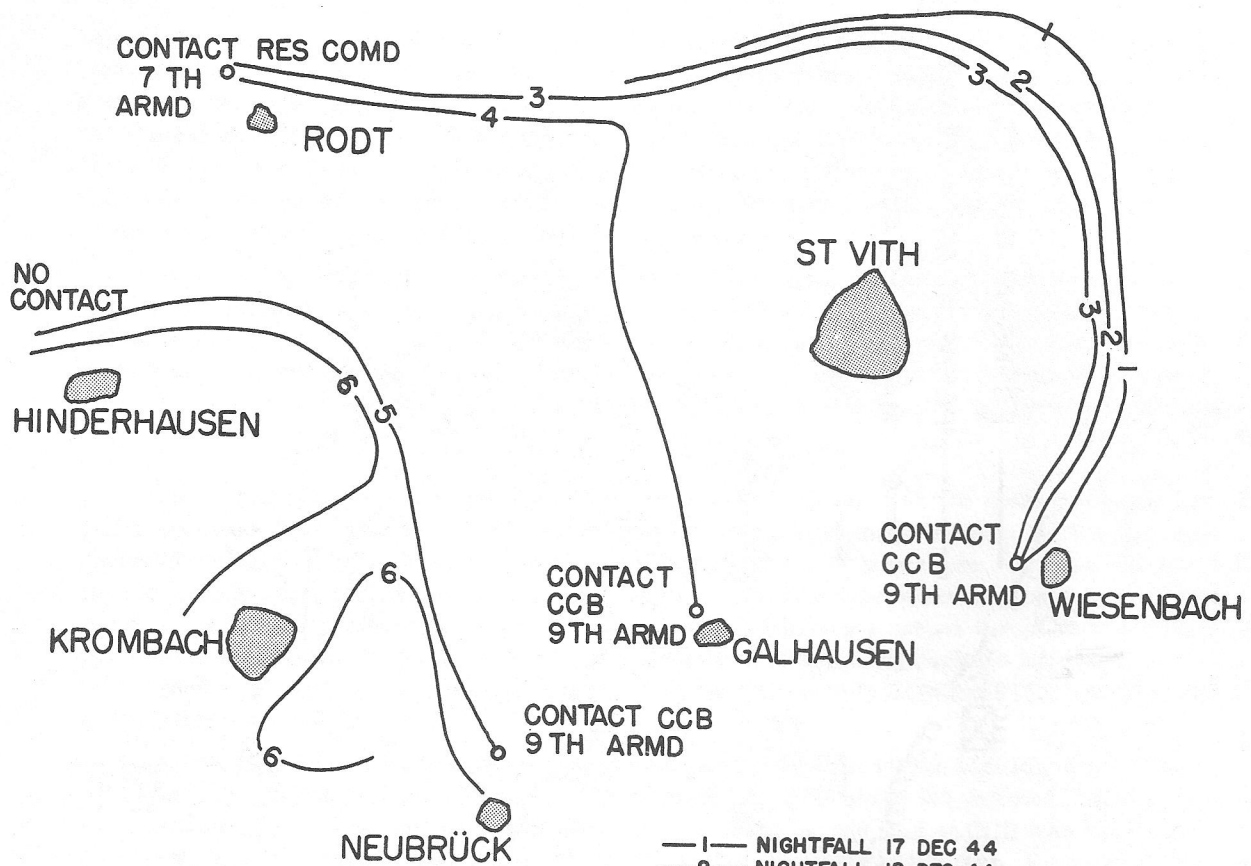 CONTACT RES COMD
7 TH
ARMD
RODT
3
4
1
2
3
ST VITH
NO
CONTACT
3
2
1
6
5
HINDERHAUSEN
CONTACT
CCB
9TH ARMD
WIESENBACH
6
CONTACT
CCB
9TH ARMD
GALHAUSEN
KROMBACH
CONTACT CCB
9TH ARMD
6
NEUBRÜCK
—1— NIGHTFALL 17 DEC 44